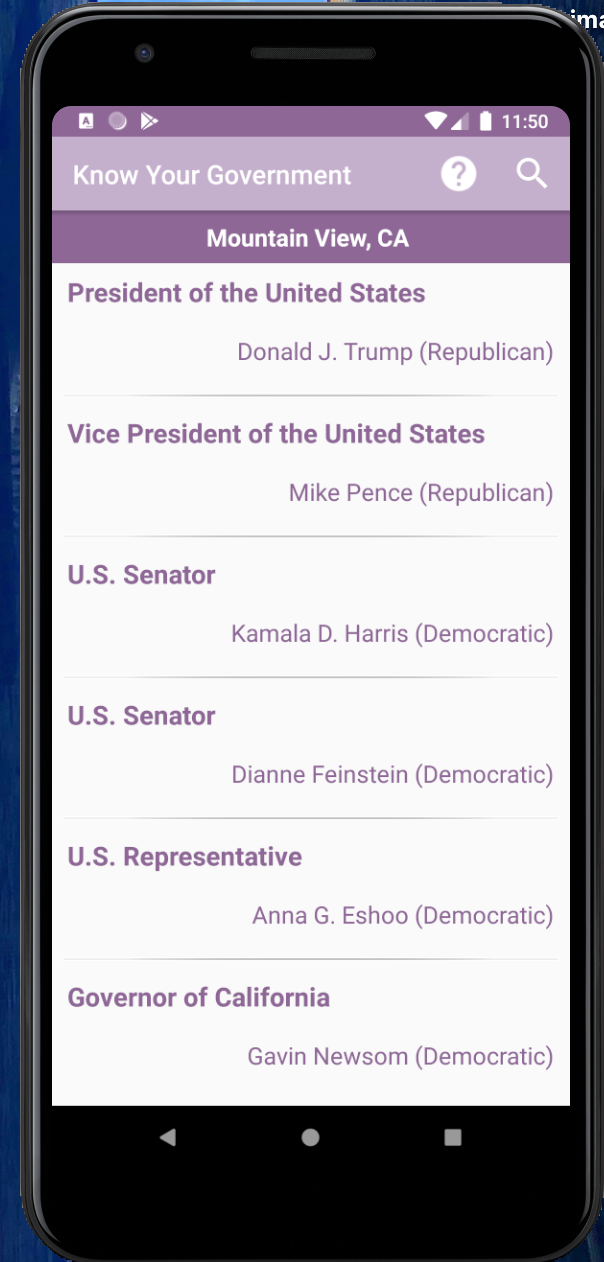 ima
11:50
Know Your Government
Mountain View, CA
President of the United States
Donald J. Trump (Republican)
Vice President of the United States
Mike Pence (Republican)
U.S. Senator
Kamala D. Harris (Democratic)
U.S. Senator
Dianne Feinstein (Democratic)
U.S. Representative
Anna G. Eshoo (Democratic)
Governor of California
Gavin Newsom (Democratic)